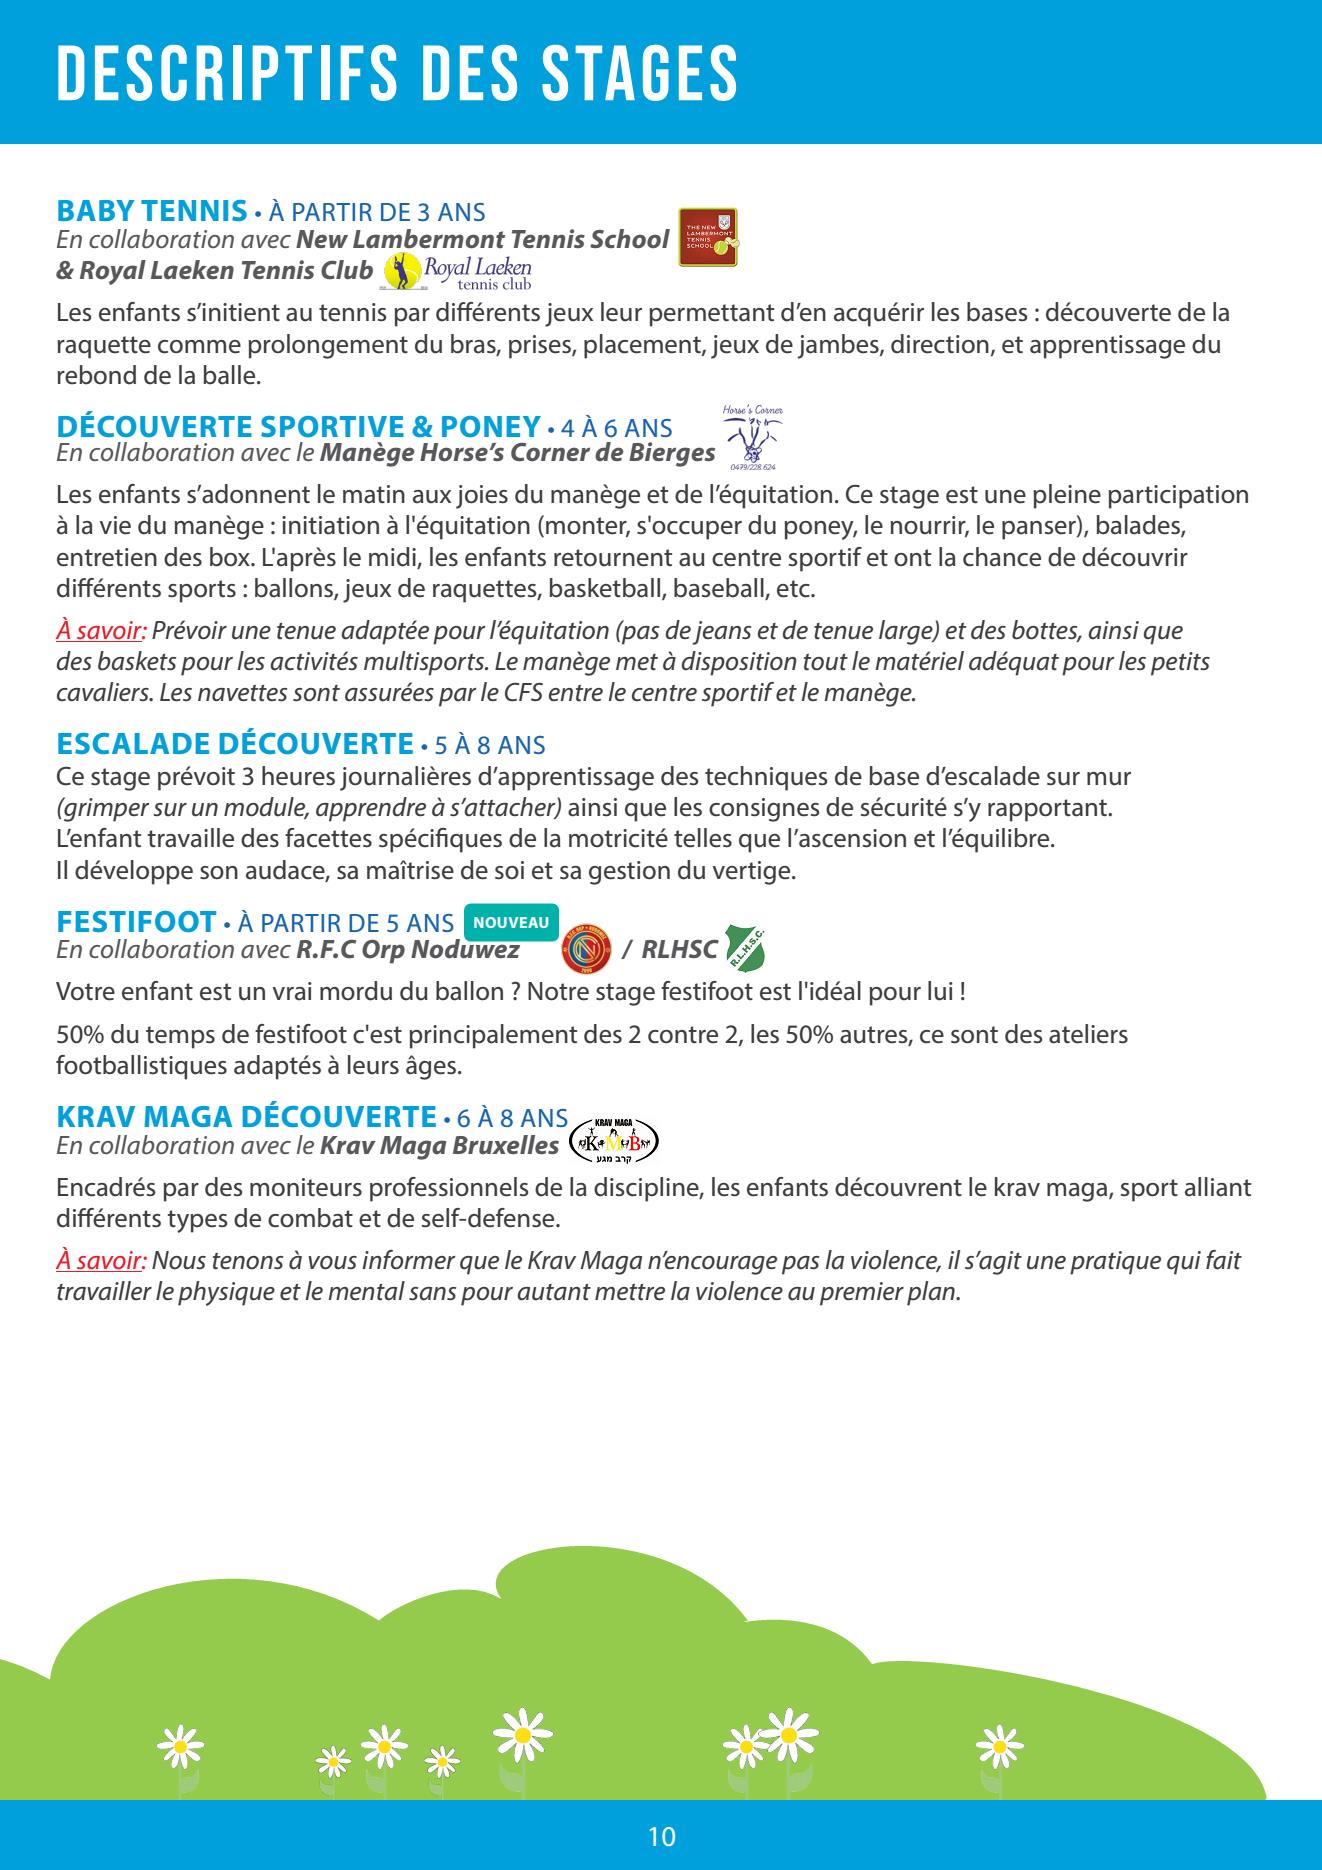 DESCRIPTIFS DES STAGES
BABY TENNIS • À PARTIR DE 3 ANS
En collaboration avec New Lambermont Tennis School
THE NEW
LAMBERMONT
TENNIS
SCHOOL
& Royal Laeken Tennis Club
Royal Laeken
tennis club
Les enfants s’initient au tennis par différents jeux leur permettant d’en acquérir les bases : découverte de la
raquette comme prolongement du bras, prises, placement, jeux de jambes, direction, et apprentissage du
rebond de la balle.
DÉCOUVERTE SPORTIVE & PONEY • 4 À 6 ANS
En collaboration avec le Manège Horse’s Corner de Bierges
Horse's Corner
0479/228 624
Les enfants s’adonnent le matin aux joies du manège et de l’équitation. Ce stage est une pleine participation
à la vie du manège : initiation à l'équitation (monter, s'occuper du poney, le nourrir, le panser), balades,
entretien des box. L'après le midi, les enfants retournent au centre sportif et ont la chance de découvrir
différents sports : ballons, jeux de raquettes, basketball, baseball, etc.
À savoir: Prévoir une tenue adaptée pour l’équitation (pas de jeans et de tenue large) et des bottes, ainsi que
des baskets pour les activités multisports. Le manège met à disposition tout le matériel adéquat pour les petits
cavaliers. Les navettes sont assurées par le CFS entre le centre sportif et le manège.
ESCALADE DÉCOUVERTE • 5 À 8 ANS
Ce stage prévoit 3 heures journalières d’apprentissage des techniques de base d’escalade sur mur
(grimper sur un module, apprendre à s’attacher) ainsi que les consignes de sécurité s’y rapportant.
L’enfant travaille des facettes spécifiques de la motricité telles que l’ascension et l’équilibre.
Il développe son audace, sa maîtrise de soi et sa gestion du vertige.
FESTIFOOT • À PARTIR DE 5 ANS NOUVEAU
En collaboration avec R.F.C Orp Noduwez / RLHSC
R.L.H.S.C.
Votre enfant est un vrai mordu du ballon ? Notre stage festifoot est l'idéal pour lui !
50% du temps de festifoot c'est principalement des 2 contre 2, les 50% autres, ce sont des ateliers
footballistiques adaptés à leurs âges.
KRAV MAGA DÉCOUVERTE • 6 À 8 ANS
En collaboration avec le Krav Maga Bruxelles
KRAV MAGA
K M B
קרב מגע
Encadrés par des moniteurs professionnels de la discipline, les enfants découvrent le krav maga, sport alliant
différents types de combat et de self-defense.
À savoir: Nous tenons à vous informer que le Krav Maga n’encourage pas la violence, il s’agit une pratique qui fait
travailler le physique et le mental sans pour autant mettre la violence au premier plan.
10